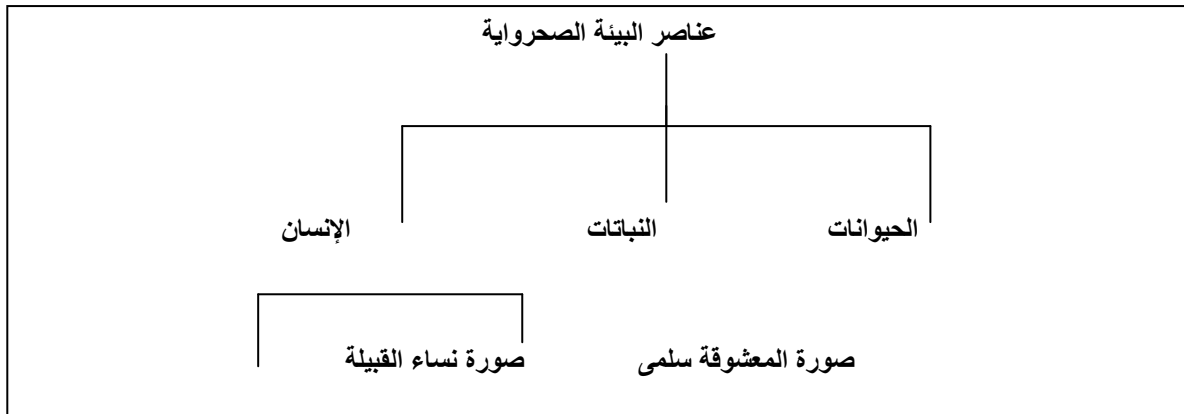 عناصر البيئة الصحرواية
الحيوانات النباتات الإنسان
صورة المعشوقة سلمى صورة نساء القبيلة